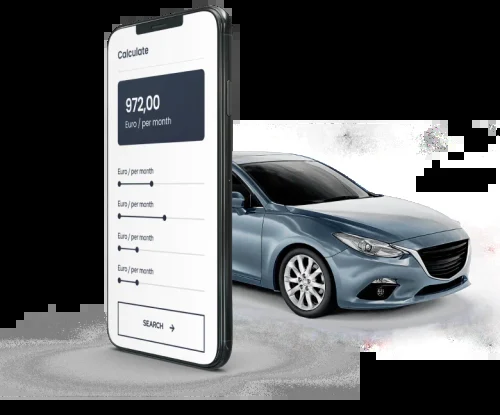 Calculate
972,00
Euro / per month
Euro / per month
Euro / per month
Euro / per month
Euro / per month
SEARCH →